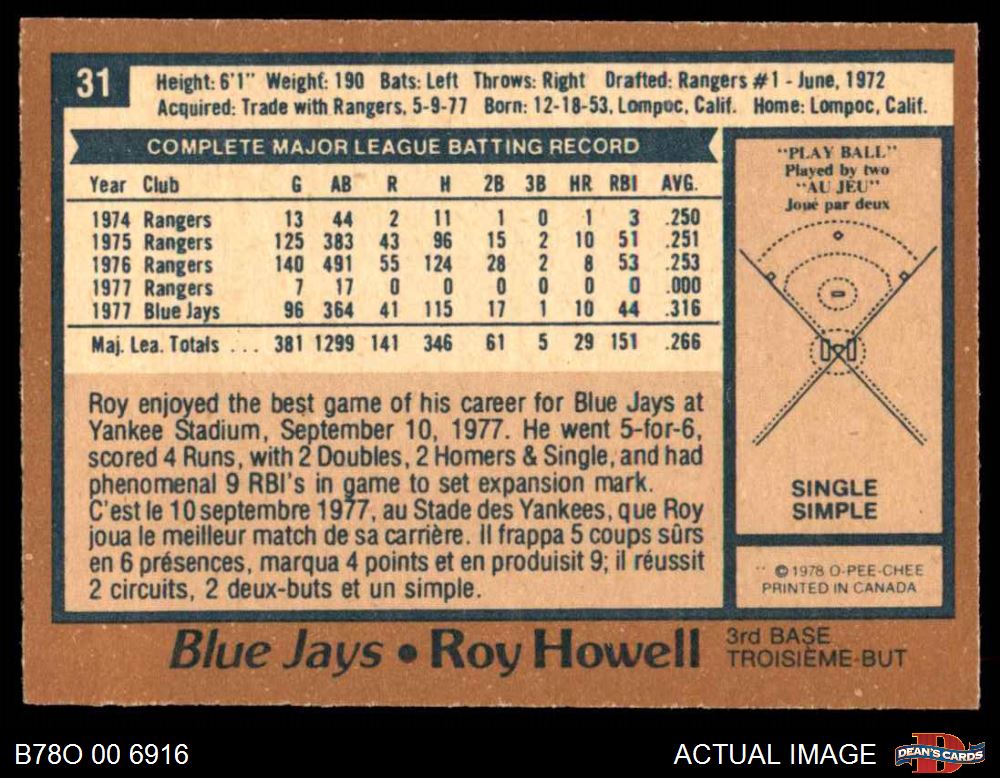 31
Height: 6'1" Weight: 190 Bats: Left Throws: Right Drafted: Rangers #1 - June, 1972
Acquired: Trade with Rangers, 5-9-77 Born: 12-18-53, Lompoc, Calif. Home: Lompoc, Calif.
COMPLETE MAJOR LEAGUE BATTING RECORD
Year Club G AB R H 2B 3B HR RBI AVG.
1974 Rangers 13 44 2 11 1 0 1 3 .250
1975 Rangers 125 383 43 96 15 2 10 51 .251
1976 Rangers 140 491 55 124 28 2 8 53 .253
1977 Rangers 7 17 0 0 0 0 0 0 .000
1977 Blue Jays 96 364 41 115 17 1 10 44 .316
Maj. Lea. Totals ... 381 1299 141 346 61 5 29 151 .266
Roy enjoyed the best game of his career for Blue Jays at
Yankee Stadium, September 10, 1977. He went 5-for-6,
scored 4 Runs, with 2 Doubles, 2 Homers & Single, and had
phenomenal 9 RBI's in game to set expansion mark.
C'est le 10 septembre 1977, au Stade des Yankees, que Roy
joua le meilleur match de sa carrière. Il frappa 5 coups sûrs
en 6 présences, marqua 4 points et en produisit 9; il réussit
2 circuits, 2 deux-buts et un simple.
"PLAY BALL"
Played by two
"AU JEU"
Joué par deux
SINGLE
SIMPLE
** © 1978 O-PEE-CHEE
PRINTED IN CANADA
Blue Jays • Roy Howell
3rd BASE
TROISIÈME-BUT
B78O 00 6916
ACTUAL IMAGE
D
DEAN'S CARDS